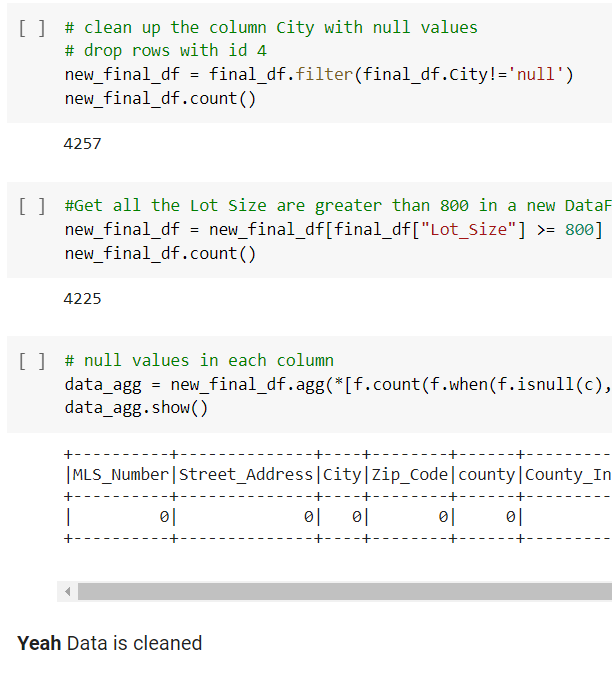 [ ] # clean up the column City with null values
# drop rows with id 4
new_final_df = final_df.filter(final_df.City!='null')
new_final_df.count()
4257
[ ] #Get all the Lot Size are greater than 800 in a new DataF
new_final_df = new_final_df[final_df["Lot_Size"] >= 800]
new_final_df.count()
4225
[ ] # null values in each column
data_agg = new_final_df.agg(*[f.count(f.when(f.isnull(c),
data_agg.show()
+----------+--------------+----+--------+------+---------
|MLS_Number|Street_Address|City|Zip_Code|county|County_In
+----------+--------------+----+--------+------+---------
|         0|             0|   0|       0|     0|
+----------+--------------+----+--------+------+---------
Yeah Data is cleaned